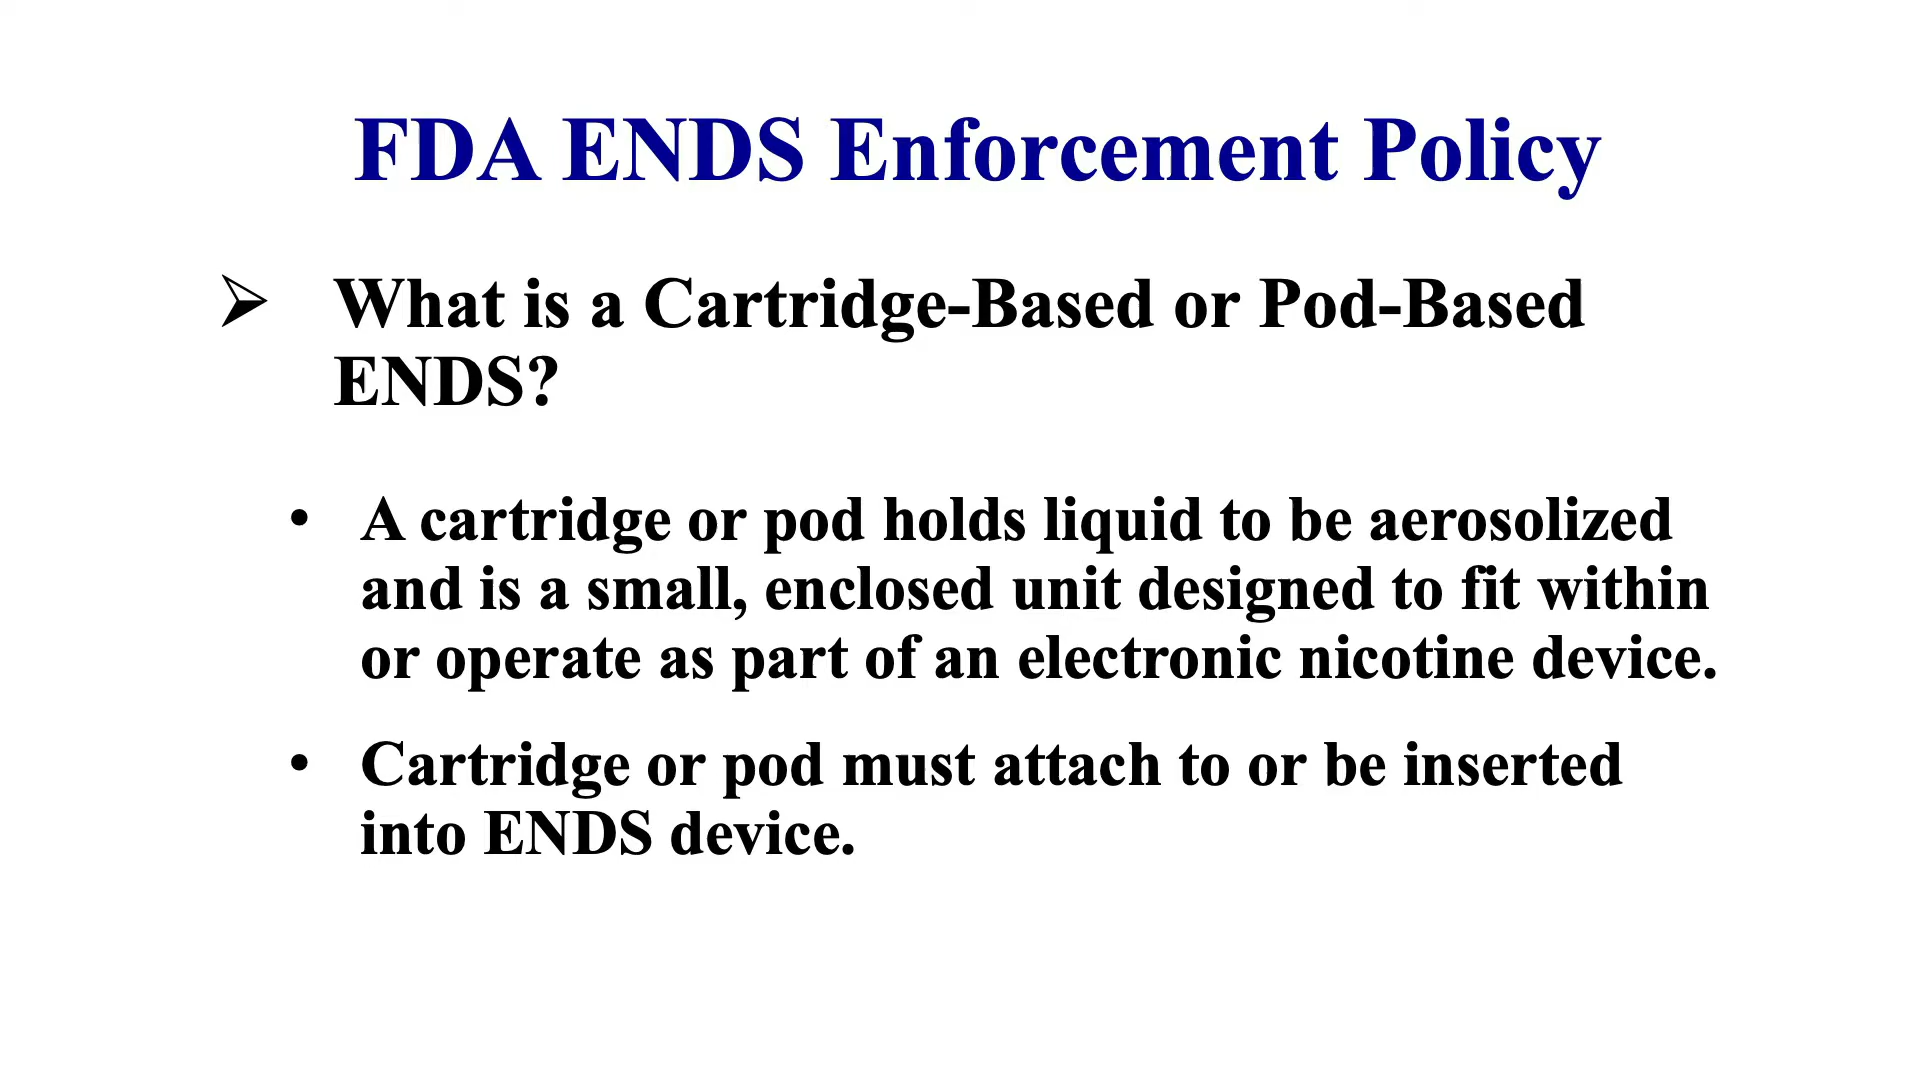 FDA ENDS Enforcement Policy
➢ What is a Cartridge-Based or Pod-Based
ENDS?
• A cartridge or pod holds liquid to be aerosolized
and is a small, enclosed unit designed to fit within
or operate as part of an electronic nicotine device.
• Cartridge or pod must attach to or be inserted
into ENDS device.